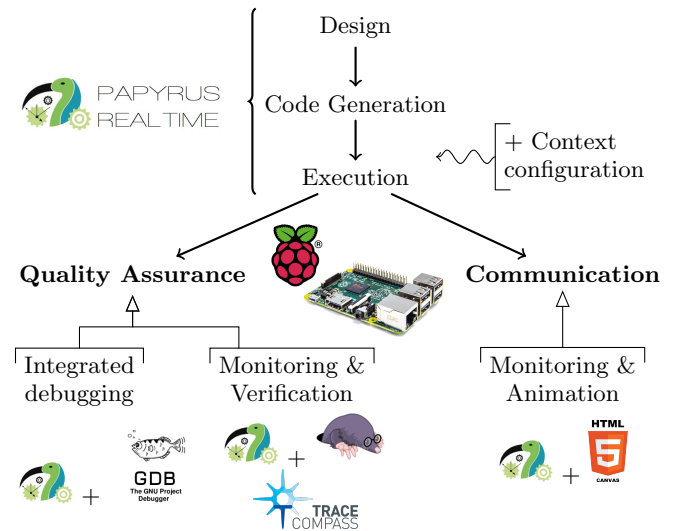 Design
PAPYRUS
REALTIME
Code Generation
+ Context
configuration
Execution
®
Quality Assurance
Communication
Integrated
debugging
Monitoring &
Verification
Monitoring &
Animation
HTML
5
CANVAS
+
+
+
GDB
The GNU Project
Debugger
TRACE
COMPASS